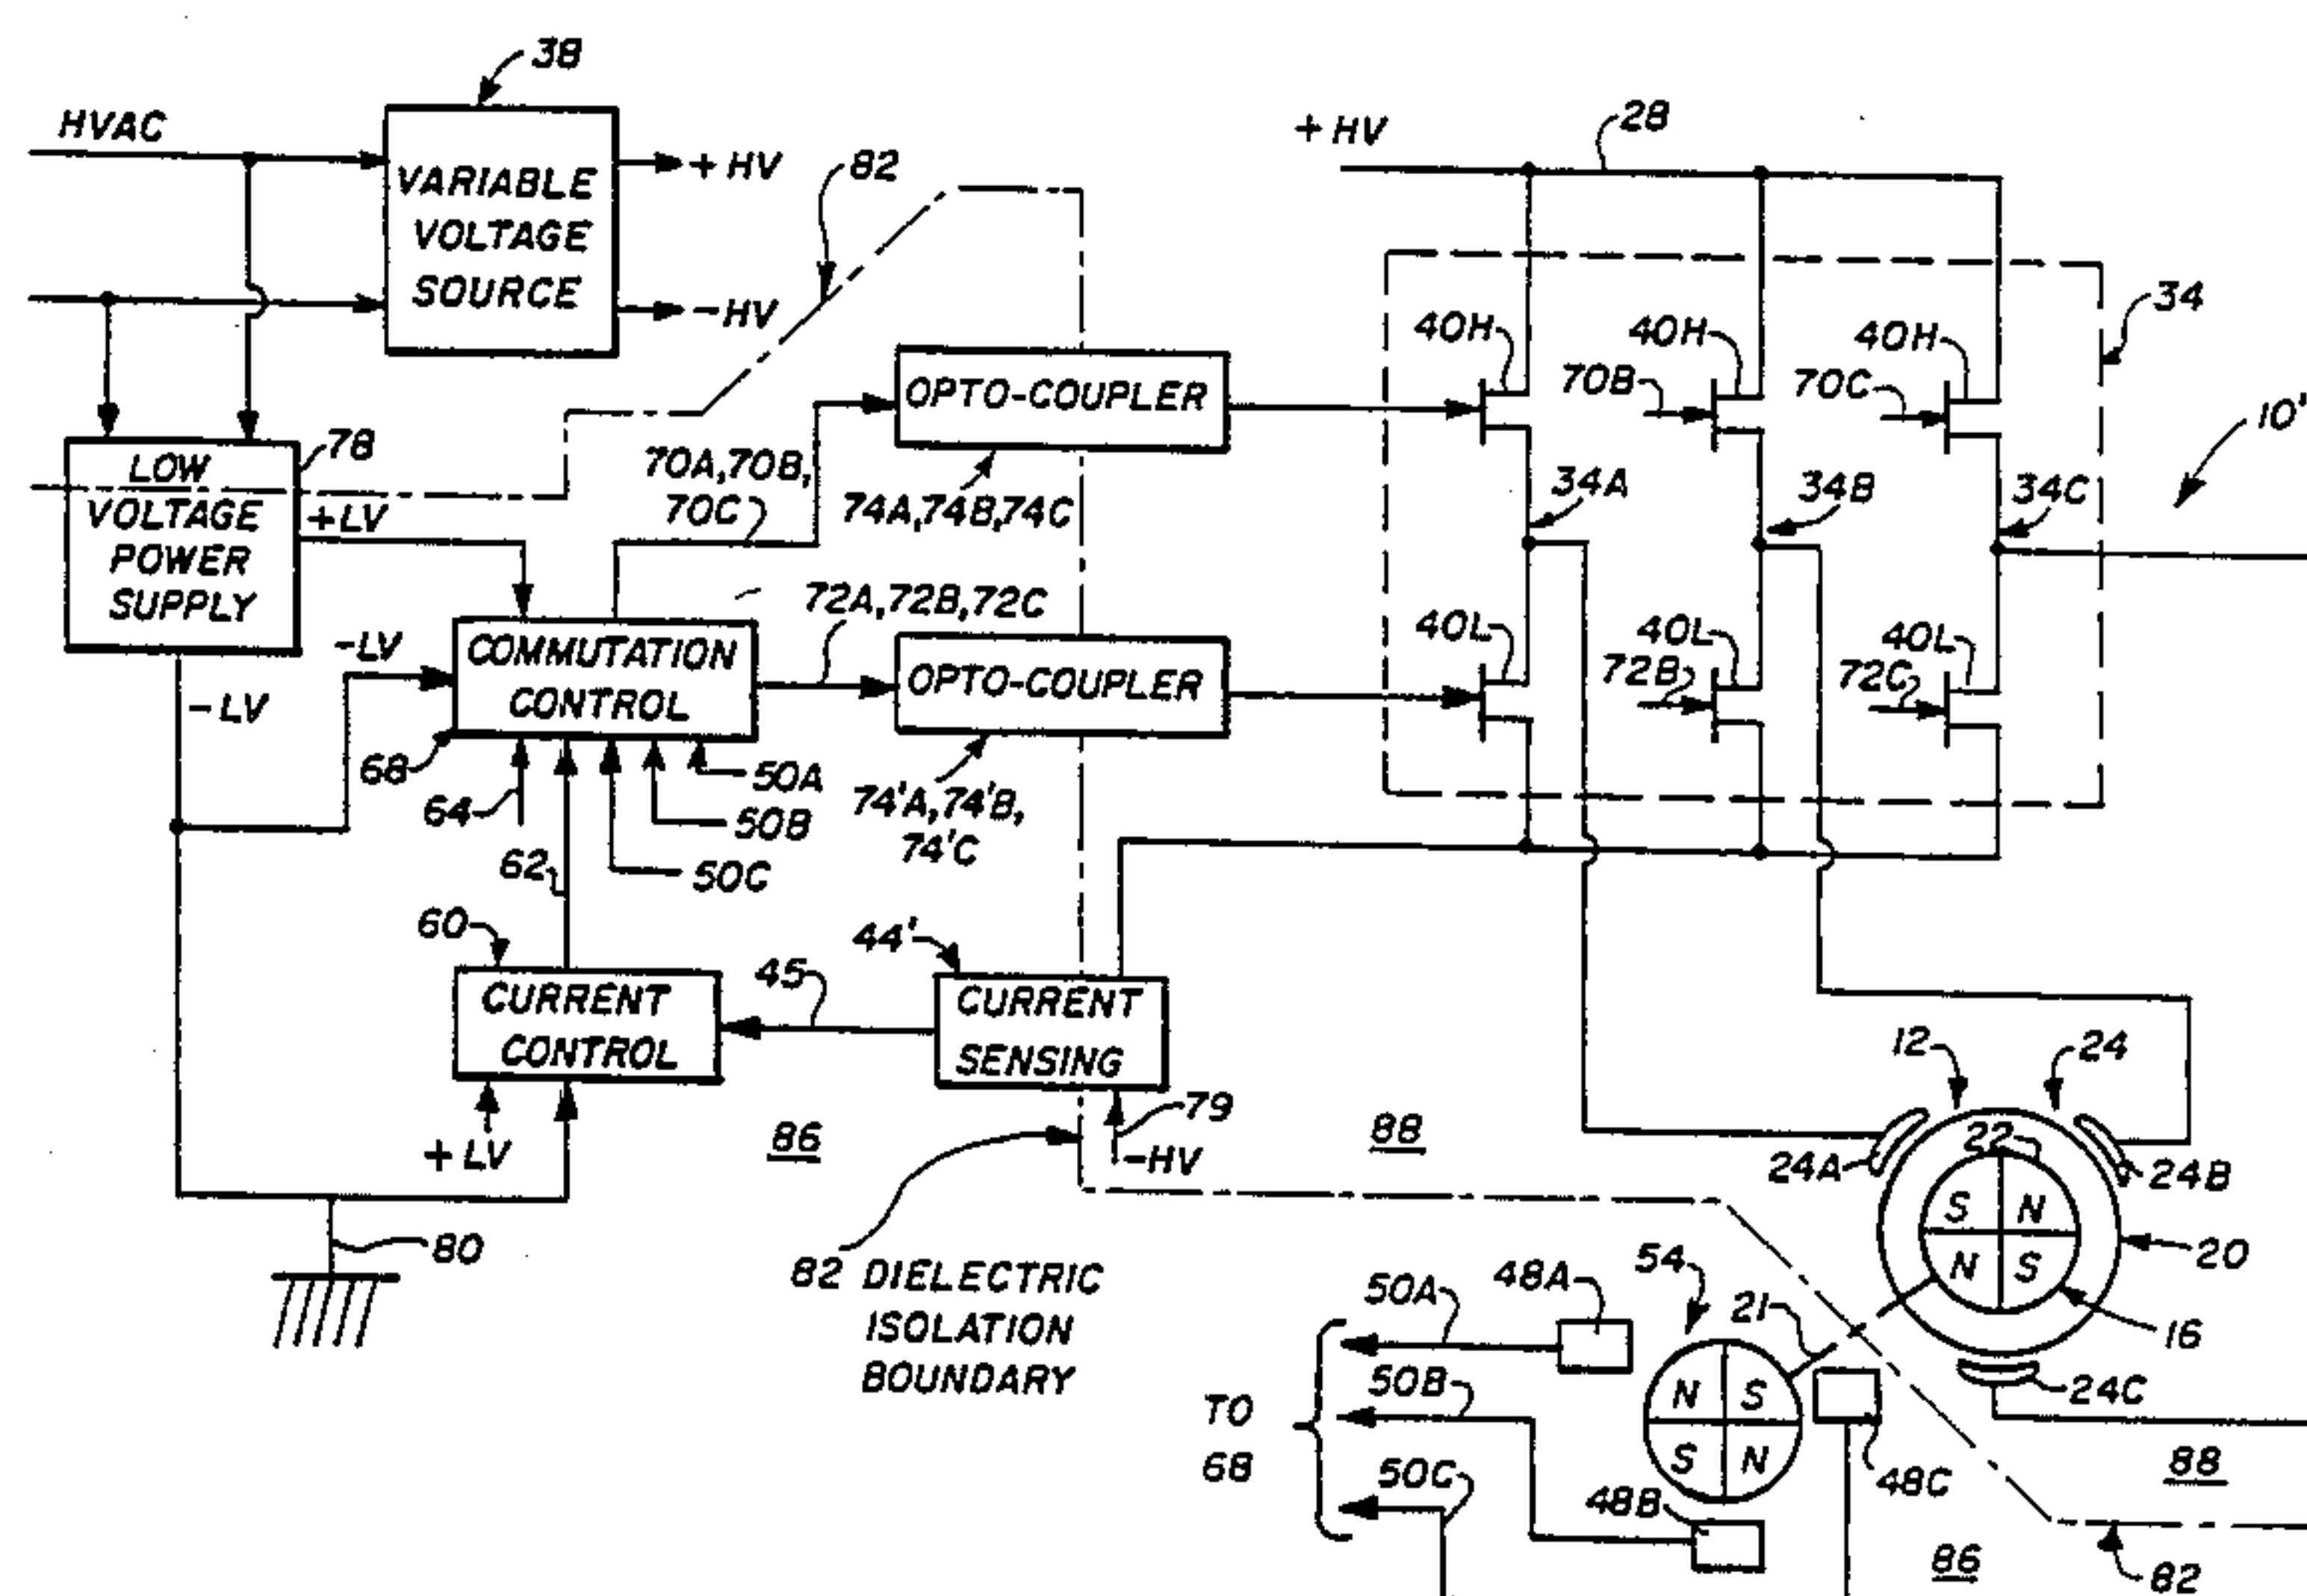 38
HVAC
VARIABLE
VOLTAGE
SOURCE
+ HV
- HV
82
+ HV
28
34
40H
40H
40H
70B
70C
10'
OPTO-COUPLER
70A, 70B,
70C
74A, 74B, 74C
34A
34B
34C
78
LOW
VOLTAGE
POWER
SUPPLY
+LV
-LV
-LV
72A, 72B, 72C
COMMUTATION
CONTROL
OPTO-COUPLER
40L
40L
40L
72B
72C
68
64
50A
50B
50C
74'A, 74'B,
74'C
62
60
44'
45
CURRENT
CONTROL
CURRENT
SENSING
+ LV
86
79
-HV
88
12
24
22
24A
24B
S N
N S
20
16
24C
80
82 DIELECTRIC
ISOLATION
BOUNDARY
50A
48A
54
21
TO
68
50B
N S
S N
48C
50C
48B
88
86
82